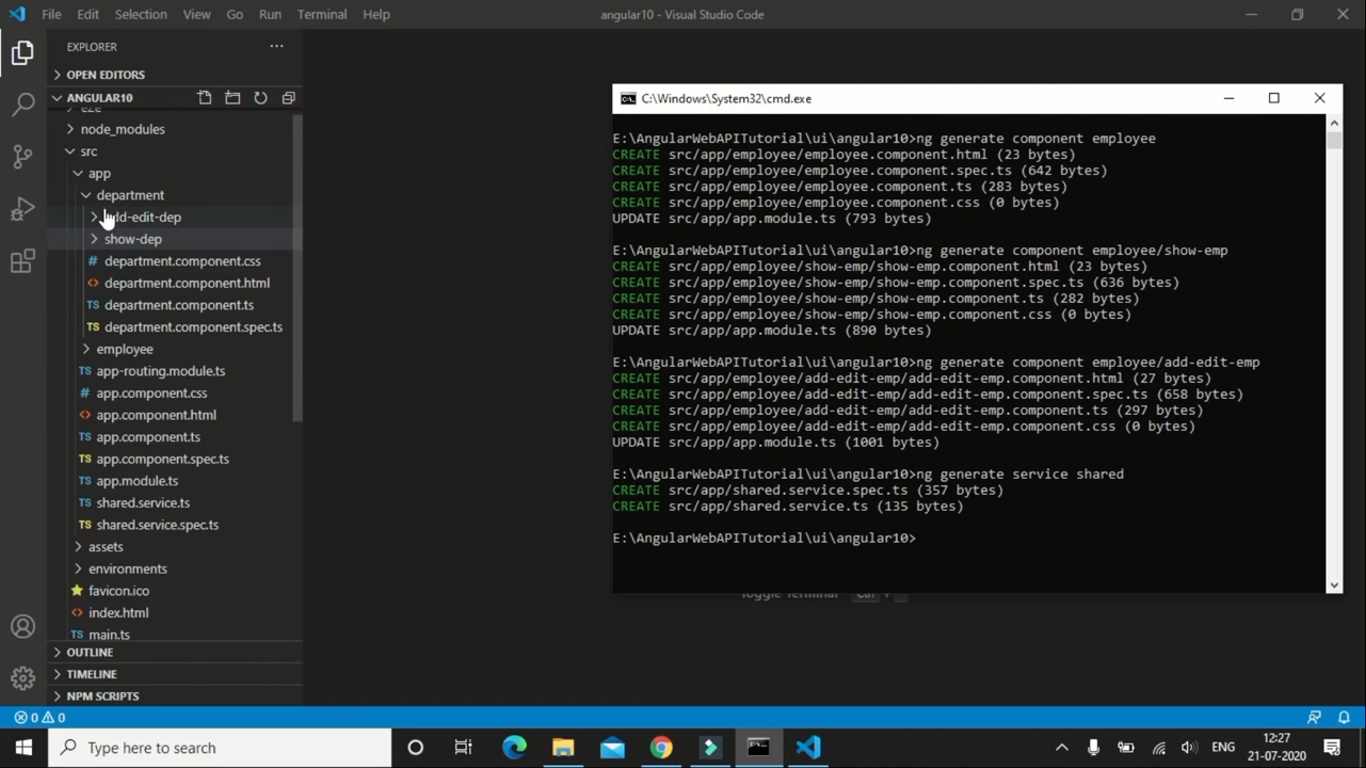 File Edit Selection View Go Run Terminal Help
angular10 - Visual Studio Code
EXPLORER
OPEN EDITORS
ANGULAR10
node_modules
src
app
department
add-edit-dep
show-dep
# department.component.css
<> department.component.html
TS department.component.ts
TS department.component.spec.ts
employee
TS app-routing.module.ts
# app.component.css
<> app.component.html
TS app.component.ts
TS app.component.spec.ts
TS app.module.ts
TS shared.service.ts
TS shared.service.spec.ts
assets
environments
favicon.ico
<> index.html
TS main.ts
OUTLINE
TIMELINE
NPM SCRIPTS
C:\Windows\System32\cmd.exe
E:\AngularWebAPITutorial\ui\angular10>ng generate component employee
CREATE src/app/employee/employee.component.html (23 bytes)
CREATE src/app/employee/employee.component.spec.ts (642 bytes)
CREATE src/app/employee/employee.component.ts (283 bytes)
CREATE src/app/employee/employee.component.css (0 bytes)
UPDATE src/app/app.module.ts (793 bytes)
E:\AngularWebAPITutorial\ui\angular10>ng generate component employee/show-emp
CREATE src/app/employee/show-emp/show-emp.component.html (23 bytes)
CREATE src/app/employee/show-emp/show-emp.component.spec.ts (636 bytes)
CREATE src/app/employee/show-emp/show-emp.component.ts (282 bytes)
CREATE src/app/employee/show-emp/show-emp.component.css (0 bytes)
UPDATE src/app/app.module.ts (890 bytes)
E:\AngularWebAPITutorial\ui\angular10>ng generate component employee/add-edit-emp
CREATE src/app/employee/add-edit-emp/add-edit-emp.component.html (27 bytes)
CREATE src/app/employee/add-edit-emp/add-edit-emp.component.spec.ts (658 bytes)
CREATE src/app/employee/add-edit-emp/add-edit-emp.component.ts (297 bytes)
CREATE src/app/employee/add-edit-emp/add-edit-emp.component.css (0 bytes)
UPDATE src/app/app.module.ts (1001 bytes)
E:\AngularWebAPITutorial\ui\angular10>ng generate service shared
CREATE src/app/shared.service.spec.ts (357 bytes)
CREATE src/app/shared.service.ts (135 bytes)
E:\AngularWebAPITutorial\ui\angular10>
Toggle Terminal Ctrl +
0 0
Type here to search
ENG
12:27
21-07-2020